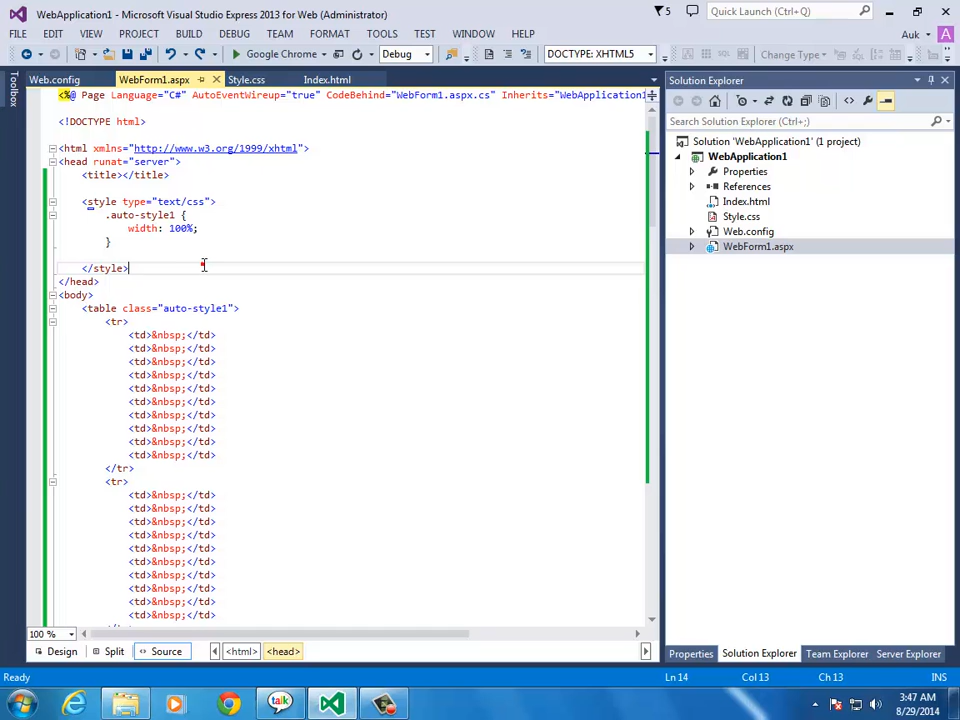 WebApplication1 - Microsoft Visual Studio Express 2013 for Web (Administrator)
5
Quick Launch (Ctrl+Q)
FILE EDIT VIEW PROJECT BUILD DEBUG TEAM FORMAT TOOLS TEST WINDOW HELP
Auk
A
Google Chrome
Debug
DOCTYPE: XHTML5
Change Type
Toolbox
Web.config
WebForm1.aspx
Style.css
Index.html
<%@ Page Language="C#" AutoEventWireup="true" CodeBehind="WebForm1.aspx.cs" Inherits="WebApplication1
<!DOCTYPE html>
<html xmlns="http://www.w3.org/1999/xhtml">
<head runat="server">
<title></title>
<style type="text/css">
.auto-style1 {
width: 100%;
}
</style>
</head>
<body>
<table class="auto-style1">
<tr>
<td>&nbsp;</td>
<td>&nbsp;</td>
<td>&nbsp;</td>
<td>&nbsp;</td>
<td>&nbsp;</td>
<td>&nbsp;</td>
<td>&nbsp;</td>
<td>&nbsp;</td>
<td>&nbsp;</td>
<td>&nbsp;</td>
</tr>
<tr>
<td>&nbsp;</td>
<td>&nbsp;</td>
<td>&nbsp;</td>
<td>&nbsp;</td>
<td>&nbsp;</td>
<td>&nbsp;</td>
<td>&nbsp;</td>
<td>&nbsp;</td>
<td>&nbsp;</td>
<td>&nbsp;</td>
100 %
Design
Split
Source
<html>
<head>
Solution Explorer
Search Solution Explorer (Ctrl+;)
Solution 'WebApplication1' (1 project)
WebApplication1
Properties
References
Index.html
Style.css
Web.config
WebForm1.aspx
Properties
Solution Explorer
Team Explorer
Server Explorer
Ready
Ln 14
Col 13
Ch 13
INS
talk
3:47 AM
8/29/2014